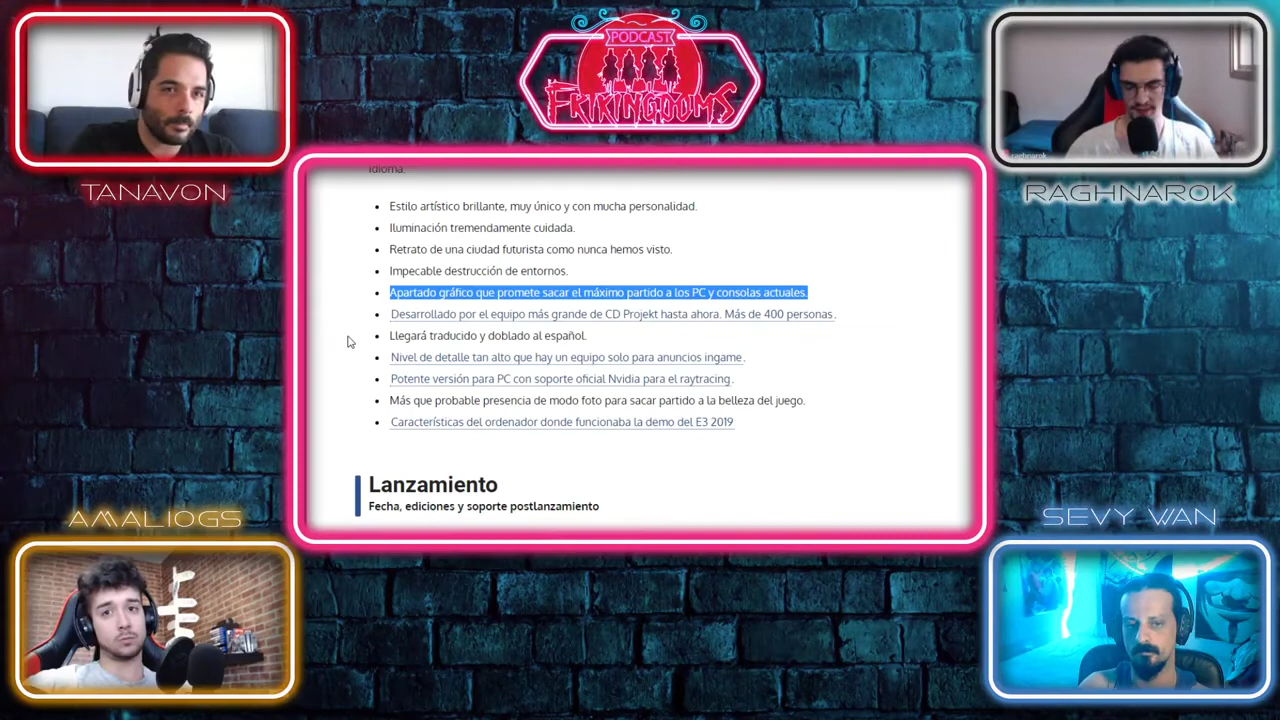 PODCAST
FRIKINGDOMS
TANAVON
RAGHNAROK
raghnarok
idioma.
Estilo artístico brillante, muy único y con mucha personalidad.
Iluminación tremendamente cuidada.
Retrato de una ciudad futurista como nunca hemos visto.
Impecable destrucción de entornos.
Apartado gráfico que promete sacar el máximo partido a los PC y consolas actuales.
Desarrollado por el equipo más grande de CD Projekt hasta ahora. Más de 400 personas.
Llegará traducido y doblado al español.
Nivel de detalle tan alto que hay un equipo solo para anuncios ingame.
Potente versión para PC con soporte oficial Nvidia para el raytracing.
Más que probable presencia de modo foto para sacar partido a la belleza del juego.
Características del ordenador donde funcionaba la demo del E3 2019
Lanzamiento
Fecha, ediciones y soporte postlanzamiento
AMALIOGS
SEVY WAN